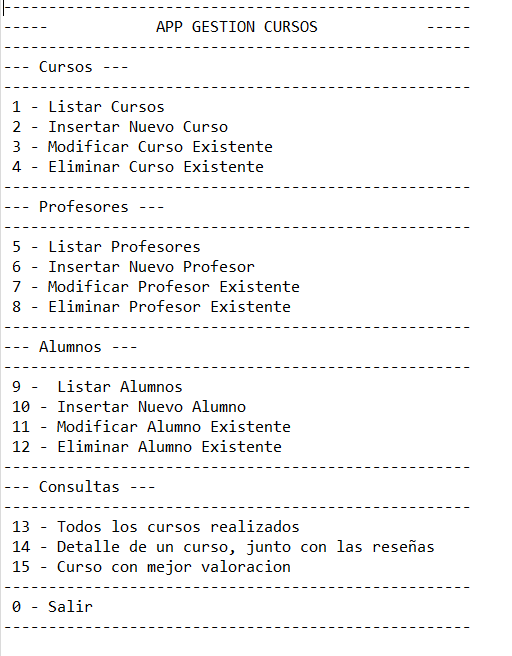 ----------------------------------------------------
-----            APP GESTION CURSOS            -----
----------------------------------------------------
--- Cursos ---
----------------------------------------------------
 1 - Listar Cursos
 2 - Insertar Nuevo Curso
 3 - Modificar Curso Existente
 4 - Eliminar Curso Existente
----------------------------------------------------
--- Profesores ---
----------------------------------------------------
 5 - Listar Profesores
 6 - Insertar Nuevo Profesor
 7 - Modificar Profesor Existente
 8 - Eliminar Profesor Existente
----------------------------------------------------
--- Alumnos ---
----------------------------------------------------
 9 -  Listar Alumnos
 10 - Insertar Nuevo Alumno
 11 - Modificar Alumno Existente
 12 - Eliminar Alumno Existente
----------------------------------------------------
--- Consultas ---
----------------------------------------------------
 13 - Todos los cursos realizados
 14 - Detalle de un curso, junto con las reseñas
 15 - Curso con mejor valoracion
----------------------------------------------------
 0 - Salir
----------------------------------------------------